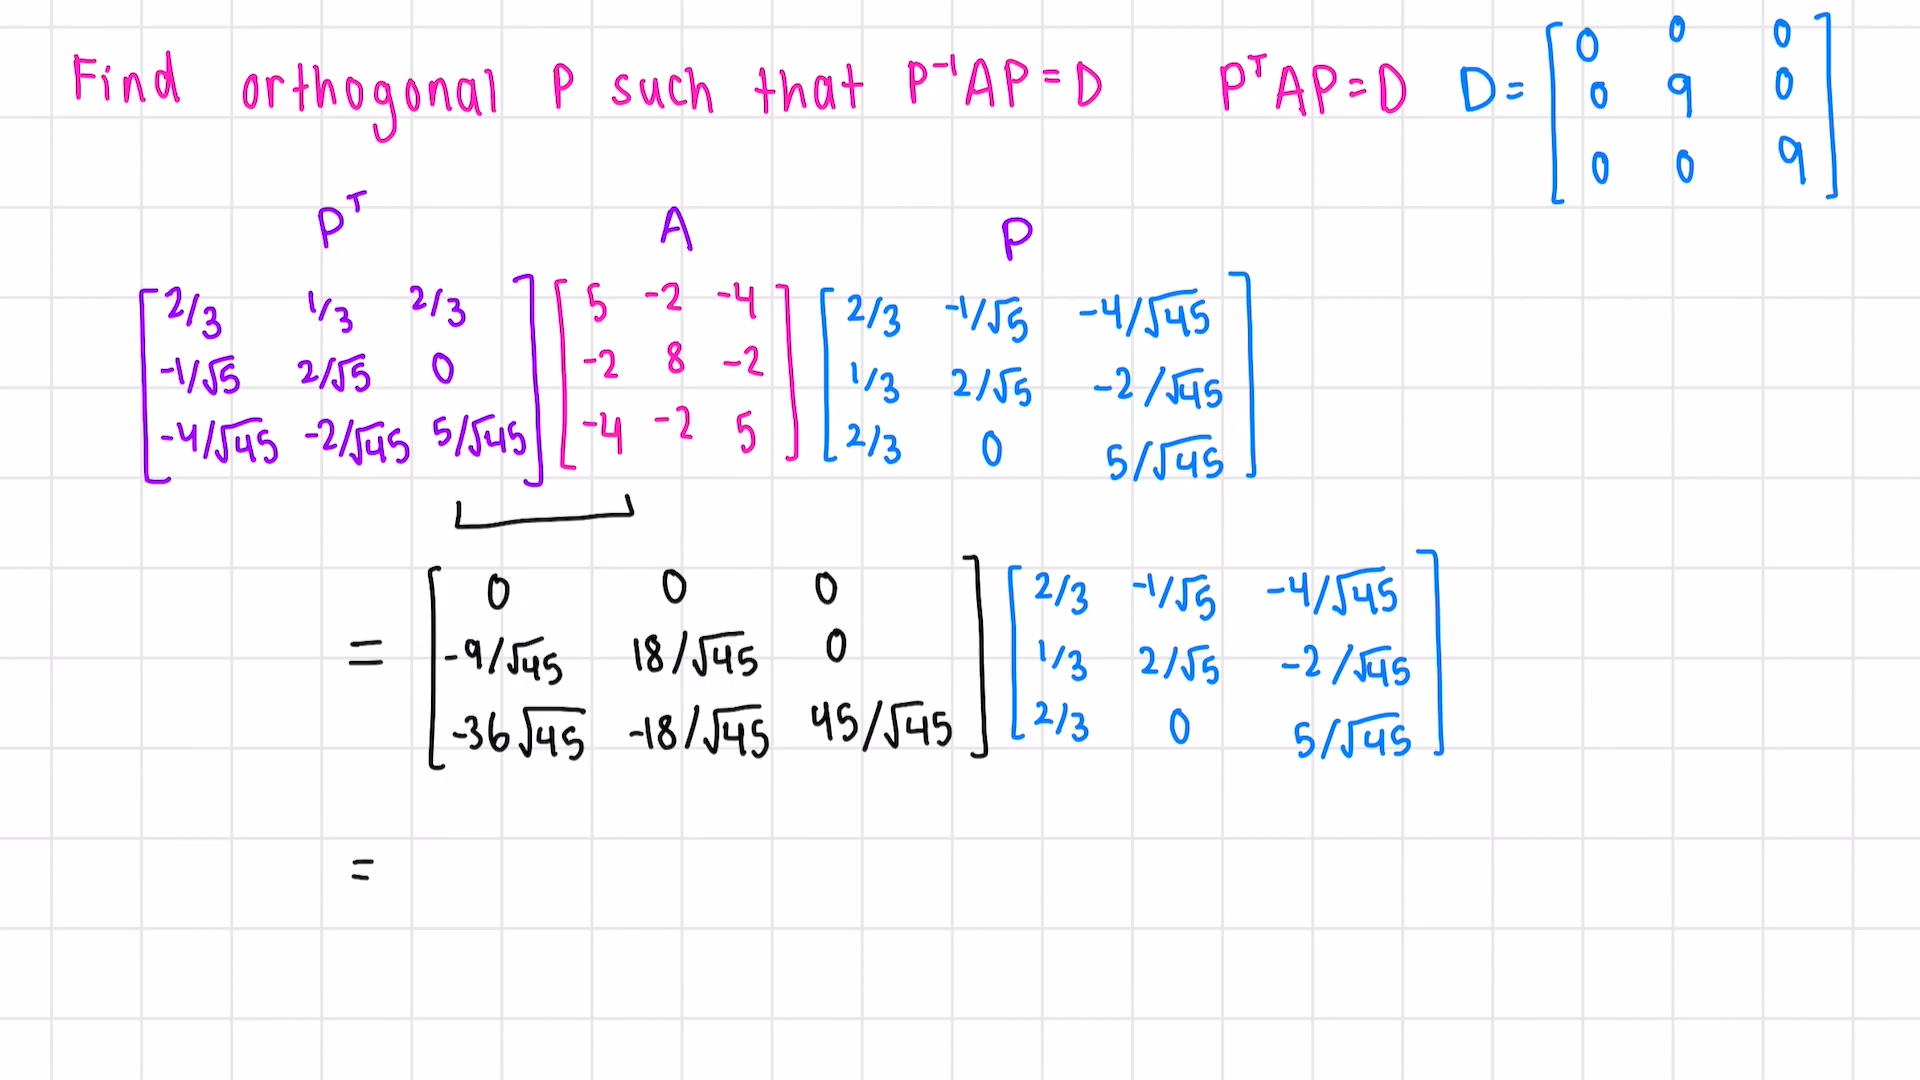 Find orthogonal P such that P⁻¹AP=D PᵀAP=D D= [0 0 0
0 9 0
0 0 9]
Pᵀ A P
[2/3 1/3 2/3] [5 -2 -4] [2/3 -1/√5 -4/√45]
[-1/√5 2/√5 0] [-2 8 -2] [1/3 2/√5 -2/√45]
[-4/√45 -2/√45 5/√45] [-4 -2 5] [2/3 0 5/√45]
[0 0 0] [2/3 -1/√5 -4/√45]
= [-9/√45 18/√45 0] [1/3 2/√5 -2/√45]
[-36√45 -18/√45 45/√45] [2/3 0 5/√45]
=